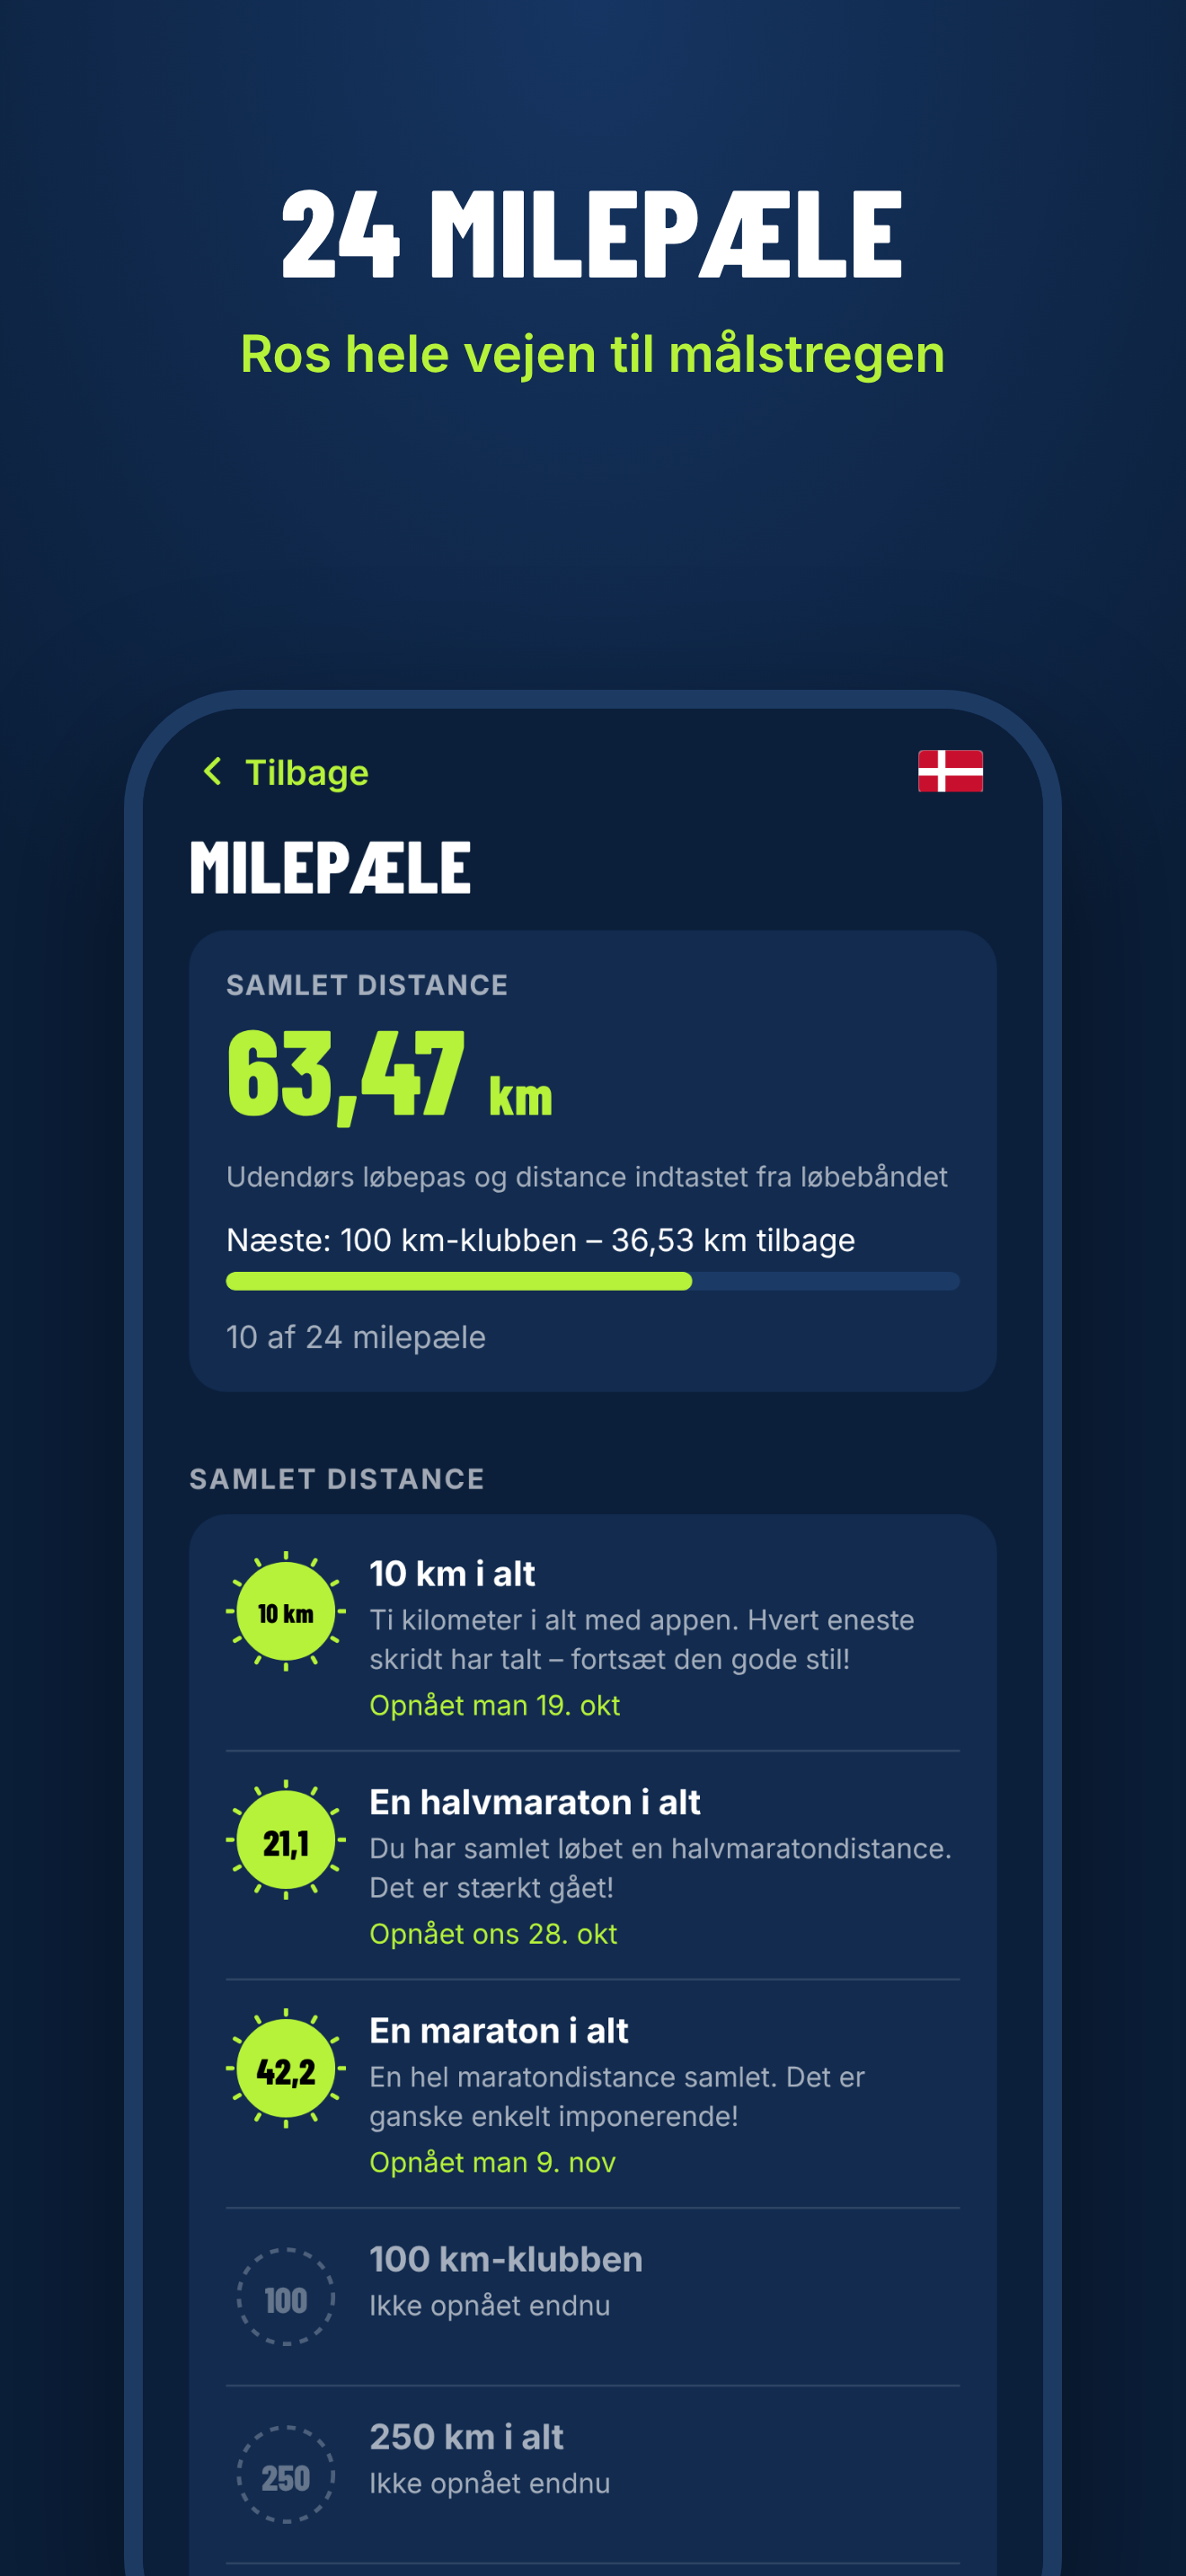 24 MILEPÆLE
Ros hele vejen til målstregen
Tilbage
MILEPÆLE
SAMLET DISTANCE
63,47 km
Udendørs løbepas og distance indtastet fra løbebåndet
Næste: 100 km-klubben – 36,53 km tilbage
10 af 24 milepæle
SAMLET DISTANCE
10 km
10 km i alt
Ti kilometer i alt med appen. Hvert eneste
skridt har talt – fortsæt den gode stil!
Opnået man 19. okt
21,1
En halvmaraton i alt
Du har samlet løbet en halvmaratondistance.
Det er stærkt gået!
Opnået ons 28. okt
42,2
En maraton i alt
En hel maratondistance samlet. Det er
ganske enkelt imponerende!
Opnået man 9. nov
100
100 km-klubben
Ikke opnået endnu
250
250 km i alt
Ikke opnået endnu